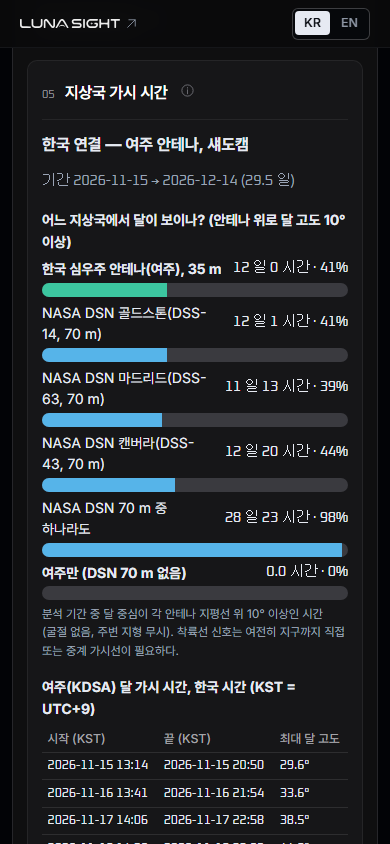 LUNA SIGHT ↗
KR EN
05 지상국 가시 시간 ⓘ
한국 연결 — 여주 안테나, 섀도캠
기간 2026-11-15 → 2026-12-14 (29.5 일)
어느 지상국에서 달이 보이나? (안테나 위로 달 고도 10°
이상)
한국 심우주 안테나(여주), 35 m 12 일 0 시간 · 41%
NASA DSN 골드스톤(DSS-
14, 70 m) 12 일 1 시간 · 41%
NASA DSN 마드리드(DSS-
63, 70 m) 11 일 13 시간 · 39%
NASA DSN 캔버라(DSS-
43, 70 m) 12 일 20 시간 · 44%
NASA DSN 70 m 중
하나라도 28 일 23 시간 · 98%
여주만 (DSN 70 m 없음) 0.0 시간 · 0%
분석 기간 중 달 중심이 각 안테나 지평선 위 10° 이상인 시간
(굴절 없음, 주변 지형 무시). 착륙선 신호는 여전히 지구까지 직접
또는 중계 가시선이 필요하다.
여주(KDSA) 달 가시 시간, 한국 시간 (KST =
UTC+9)
시작 (KST) 끝 (KST) 최대 달 고도
2026-11-15 13:14 2026-11-15 20:50 29.6°
2026-11-16 13:41 2026-11-16 21:54 33.6°
2026-11-17 14:06 2026-11-17 22:58 38.5°